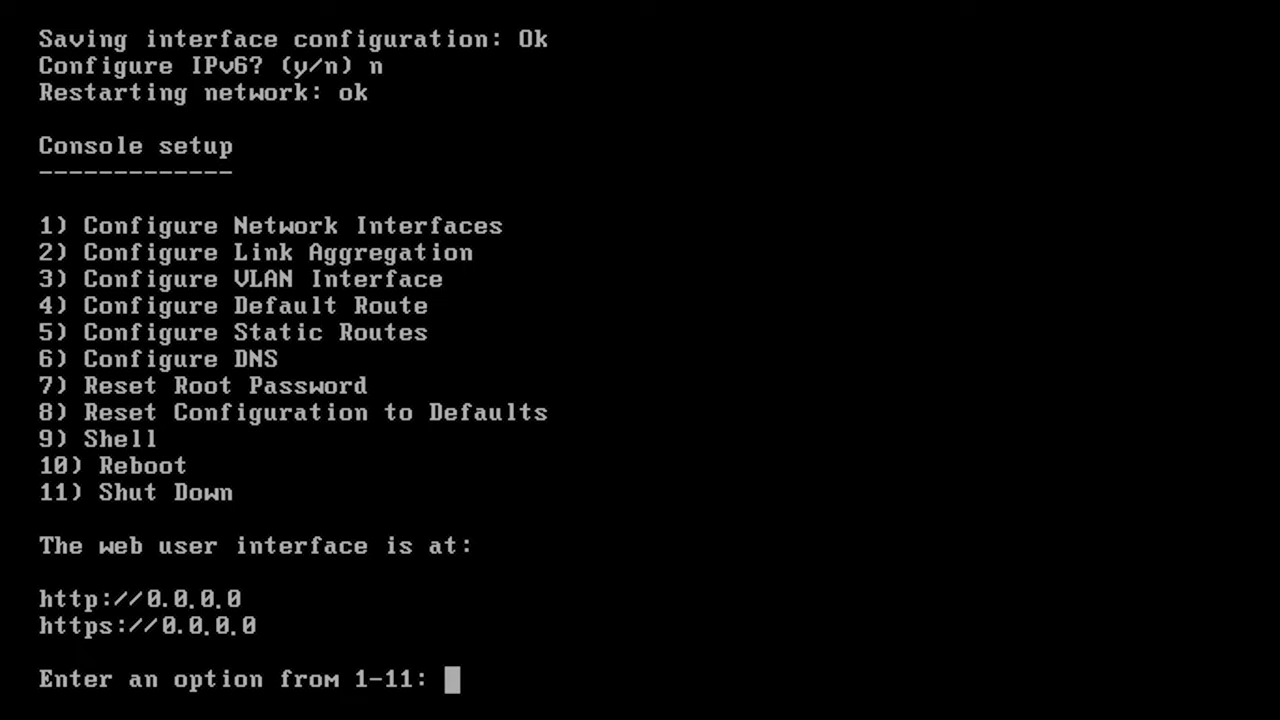 Saving interface configuration: Ok
Configure IPv6? (y/n) n
Restarting network: ok
Console setup
-------------
1) Configure Network Interfaces
2) Configure Link Aggregation
3) Configure VLAN Interface
4) Configure Default Route
5) Configure Static Routes
6) Configure DNS
7) Reset Root Password
8) Reset Configuration to Defaults
9) Shell
10) Reboot
11) Shut Down
The web user interface is at:
http://0.0.0.0
https://0.0.0.0
Enter an option from 1-11: